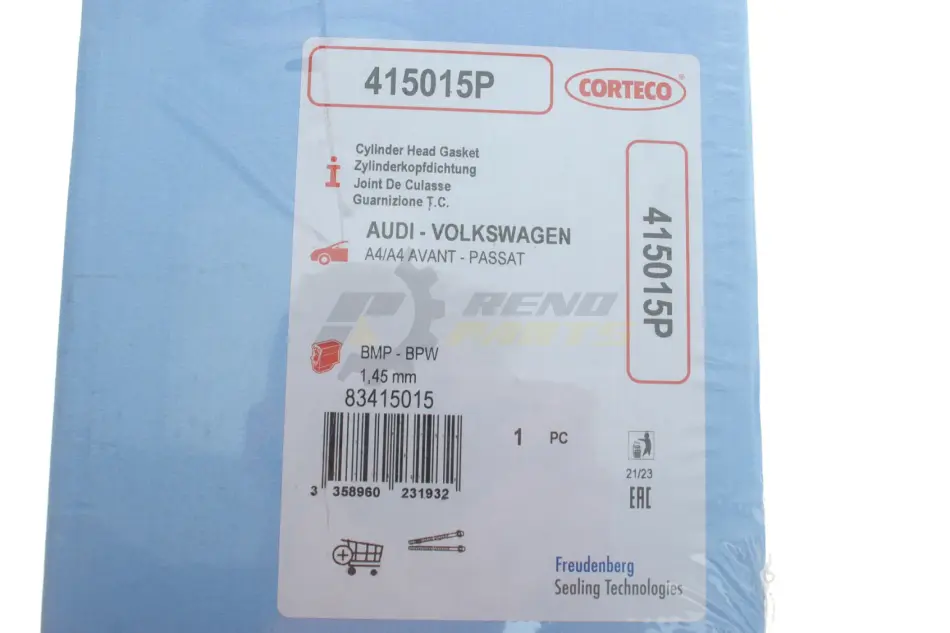 415015P
CORTECO
Cylinder Head Gasket
Zylinderkopfdichtung
Joint De Culasse
Guarnizione T.C.
AUDI - VOLKSWAGEN
A4/A4 AVANT - PASSAT
415015P
RENO
PARTS
BMP - BPW
1,45 mm
83415015
1 PC
3 358960 231932
21/23
EAC
Freudenberg
Sealing Technologies